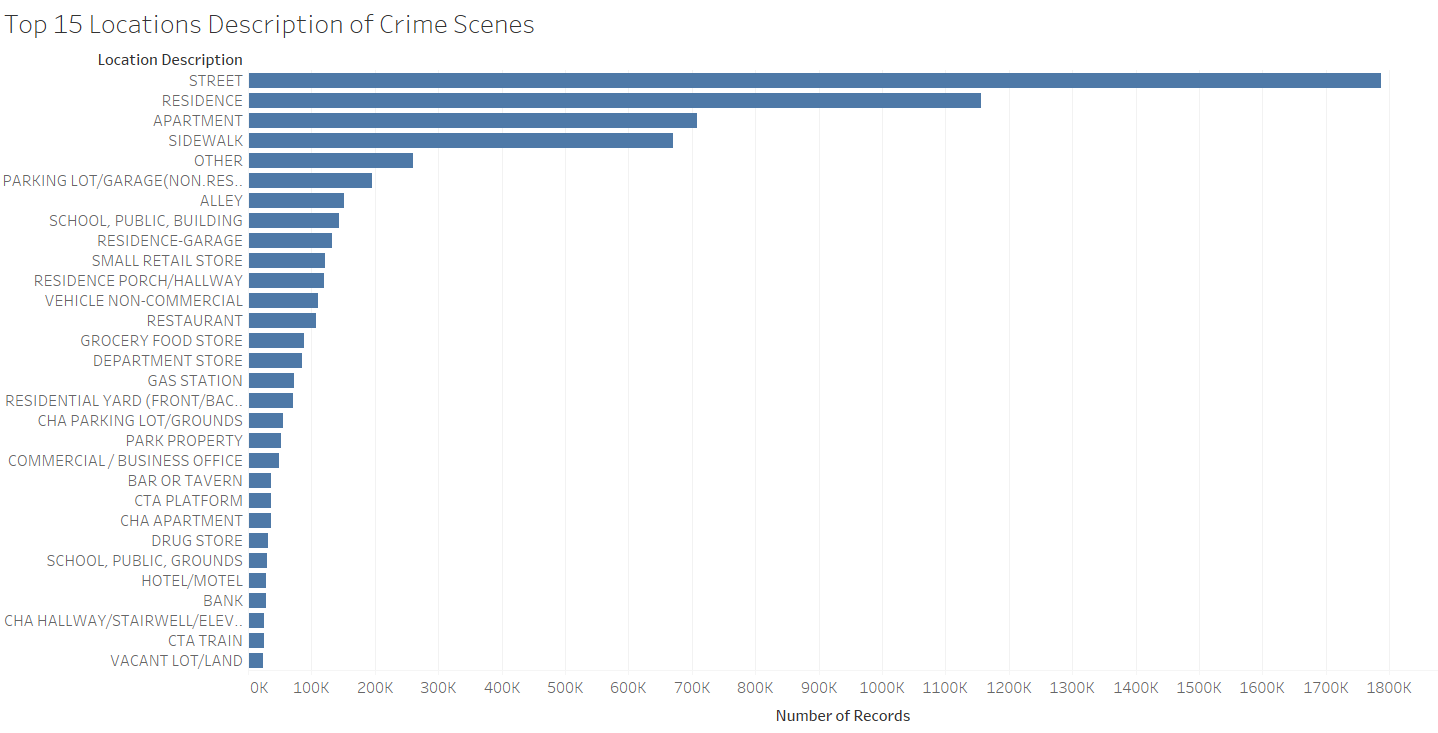 Top 15 Locations Description of Crime Scenes
Location Description
STREET
RESIDENCE
APARTMENT
SIDEWALK
OTHER
PARKING LOT/GARAGE(NON.RES..
ALLEY
SCHOOL, PUBLIC, BUILDING
RESIDENCE-GARAGE
SMALL RETAIL STORE
RESIDENCE PORCH/HALLWAY
VEHICLE NON-COMMERCIAL
RESTAURANT
GROCERY FOOD STORE
DEPARTMENT STORE
GAS STATION
RESIDENTIAL YARD (FRONT/BAC..
CHA PARKING LOT/GROUNDS
PARK PROPERTY
COMMERCIAL / BUSINESS OFFICE
BAR OR TAVERN
CTA PLATFORM
CHA APARTMENT
DRUG STORE
SCHOOL, PUBLIC, GROUNDS
HOTEL/MOTEL
BANK
CHA HALLWAY/STAIRWELL/ELEV..
CTA TRAIN
VACANT LOT/LAND
0K 100K 200K 300K 400K 500K 600K 700K 800K 900K 1000K 1100K 1200K 1300K 1400K 1500K 1600K 1700K 1800K
Number of Records